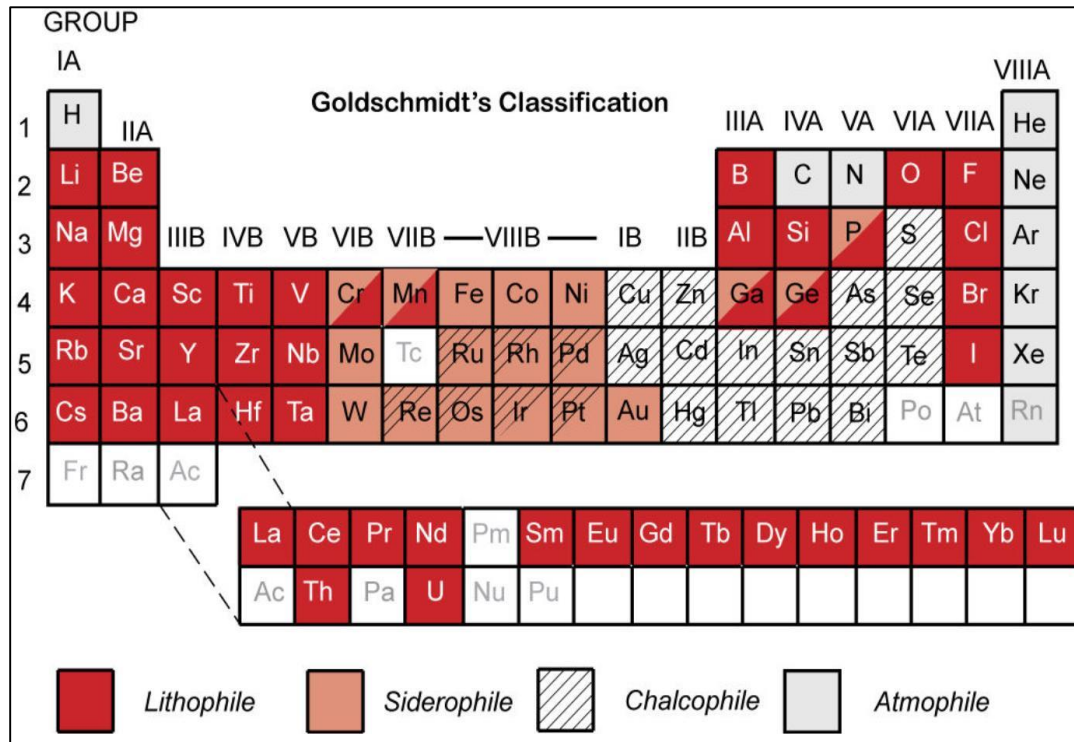 GROUP
IA
VIIIA
Goldschmidt's Classification
1 H IIA IIIA IVA VA VIA VIIA He
2 Li Be B C N O F Ne
3 Na Mg IIIB IVB VB VIB VIIB VIIIB IB IIB Al Si P S Cl Ar
4 K Ca Sc Ti V Cr Mn Fe Co Ni Cu Zn Ga Ge As Se Br Kr
5 Rb Sr Y Zr Nb Mo Tc Ru Rh Pd Ag Cd In Sn Sb Te I Xe
6 Cs Ba La Hf Ta W Re Os Ir Pt Au Hg Tl Pb Bi Po At Rn
7 Fr Ra Ac
La Ce Pr Nd Pm Sm Eu Gd Tb Dy Ho Er Tm Yb Lu
Ac Th Pa U Nu Pu
Lithophile Siderophile Chalcophile Atmophile